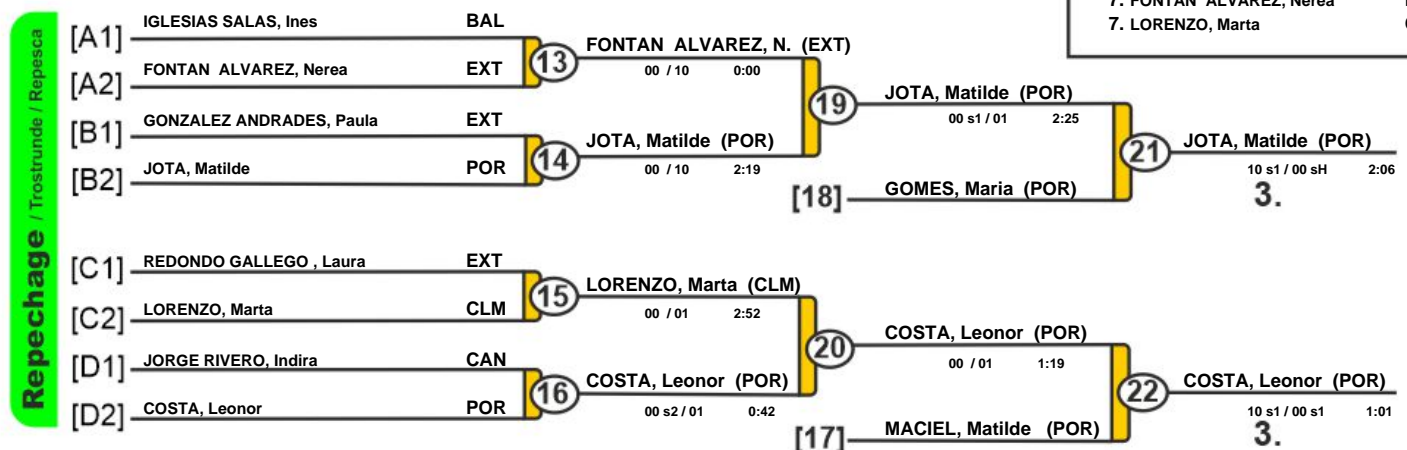 7. FONTAN ALVAREZ, Nerea
7. LORENZO, Marta
Repechage / Trostrunde / Repesca
[A1] IGLESIAS SALAS, Ines BAL
[A2] FONTAN ALVAREZ, Nerea EXT
13 FONTAN ALVAREZ, N. (EXT)
00 / 10 0:00
[B1] GONZALEZ ANDRADES, Paula EXT
[B2] JOTA, Matilde POR
14 JOTA, Matilde (POR)
00 / 10 2:19
19 JOTA, Matilde (POR)
00 s1 / 01 2:25
[18] GOMES, Maria (POR)
21 JOTA, Matilde (POR)
10 s1 / 00 sH 2:06
3.
[C1] REDONDO GALLEGO , Laura EXT
[C2] LORENZO, Marta CLM
15 LORENZO, Marta (CLM)
00 / 01 2:52
[D1] JORGE RIVERO, Indira CAN
[D2] COSTA, Leonor POR
16 COSTA, Leonor (POR)
00 s2 / 01 0:42
20 COSTA, Leonor (POR)
00 / 01 1:19
[17] MACIEL, Matilde (POR)
22 COSTA, Leonor (POR)
10 s1 / 00 s1 1:01
3.